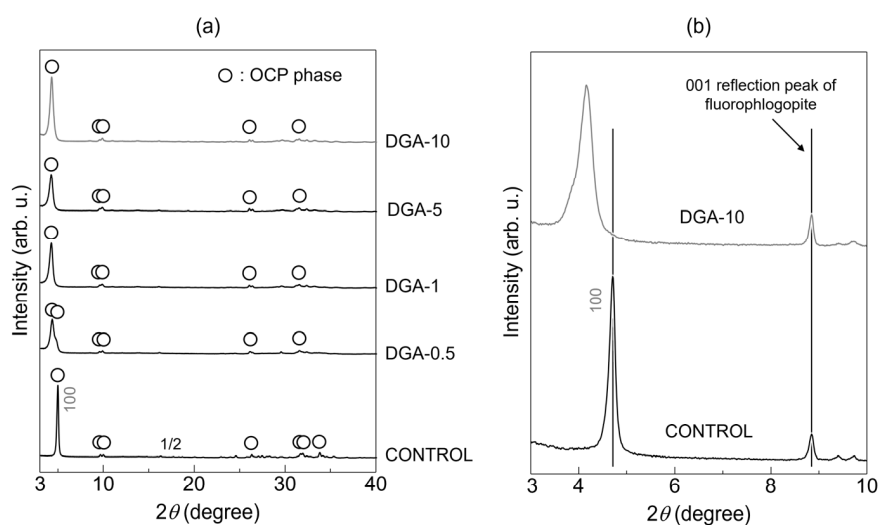 (a)
○ : OCP phase
DGA-10
DGA-5
DGA-1
DGA-0.5
100
1/2
CONTROL
Intensity (arb. u.)
3 10 20 30 40
2θ (degree)
(b)
001 reflection peak of
fluorophlogopite
DGA-10
100
CONTROL
Intensity (arb. u.)
3 4 6 8 10
2θ (degree)